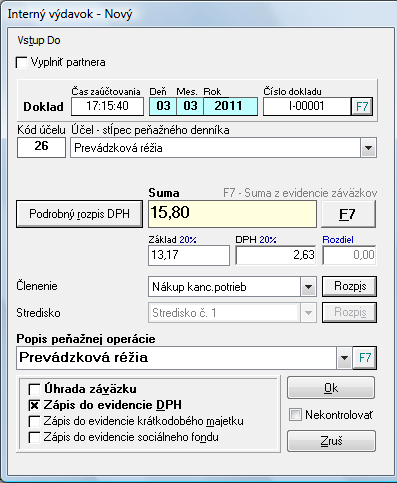 Interný výdavok - Nový
Vstup Do
Vyplniť partnera
Čas zaúčtovania Deň Mes. Rok Číslo dokladu
Doklad 17:15:40 03 03 2011 I-00001 F7
Kód účelu Účel - stĺpec peňažného denníka
26 Prevádzková réžia
Suma F7 - Suma z evidencie záväzkov
Podrobný rozpis DPH 15,80 F7
Základ 20% DPH 20% Rozdiel
13,17 2,63 0,00
Členenie Nákup kanc.potrieb Rozpis
Stredisko Stredisko č. 1 Rozpis
Popis peňažnej operácie
Prevádzková réžia F7
Úhrada záväzku Ok
Zápis do evidencie DPH
Zápis do evidencie krátkodobého majetku Nekontrolovať
Zápis do evidencie sociálneho fondu Zruš